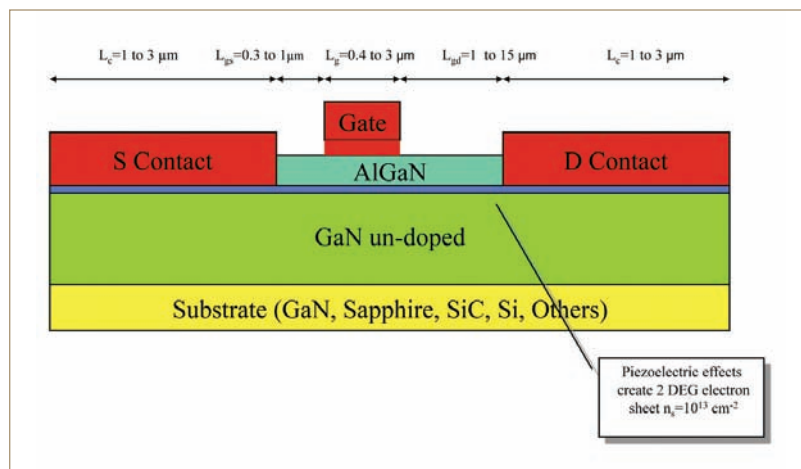 Lc=1 to 3 µm Lgs=0.3 to 1µm Lg=0.4 to 3 µm Lgd=1 to 15 µm Lc=1 to 3 µm
Gate
S Contact
D Contact
AlGaN
GaN un-doped
Substrate (GaN, Sapphire, SiC, Si, Others)
Piezoelectric effects
create 2 DEG electron
sheet ns=10¹³ cm⁻²